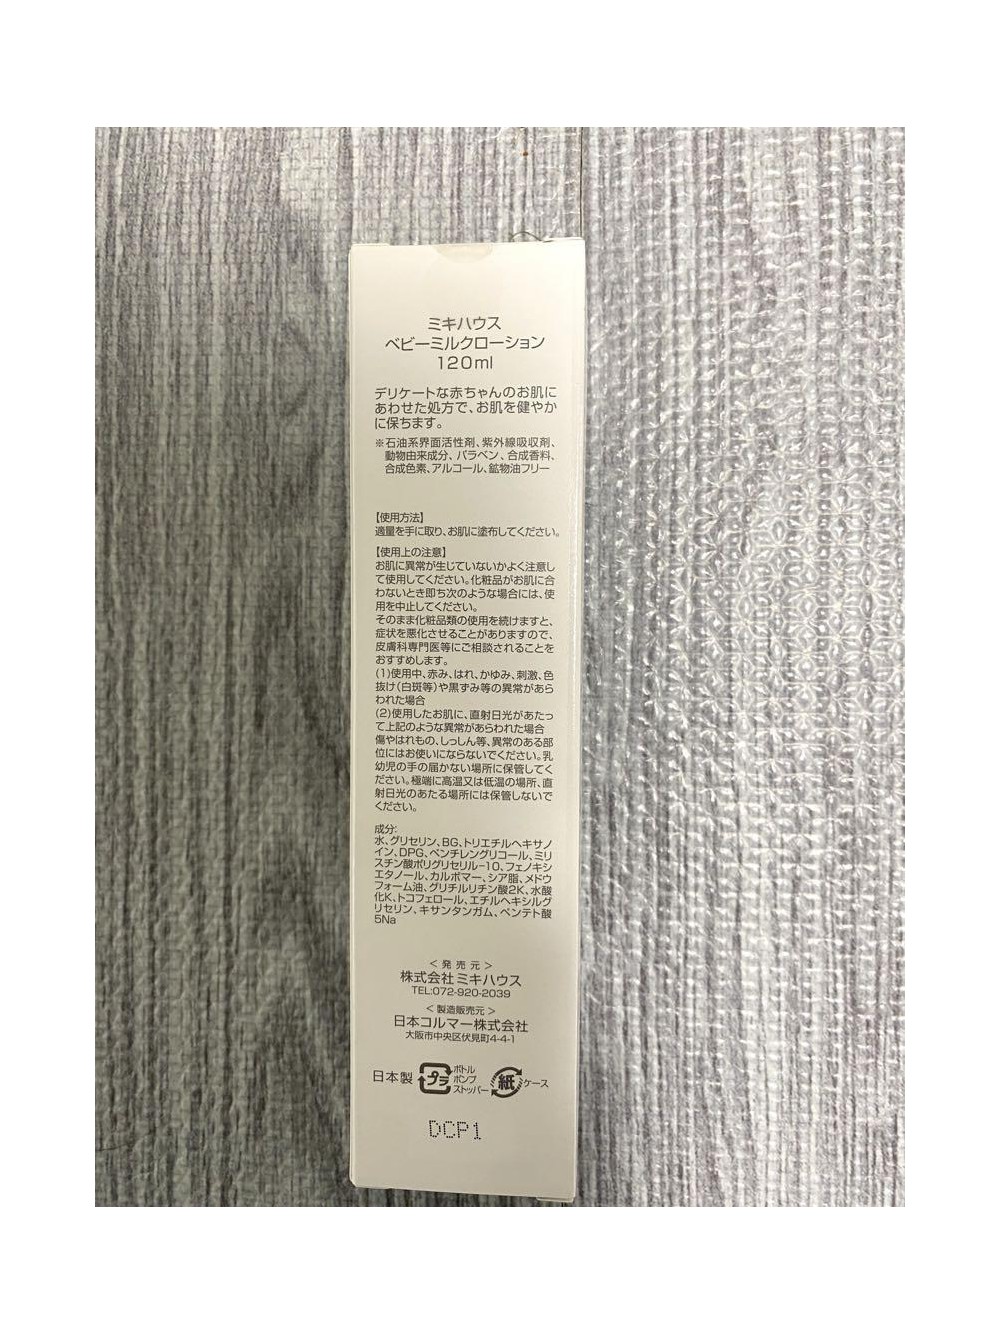 ミキハウス
ベビーミルクローション
120ml
デリケートな赤ちゃんのお肌に
あわせた処方で、お肌を健やか
に保ちます。
※石油系界面活性剤、紫外線吸収剤、
動物由来成分、パラベン、合成香料、
合成色素、アルコール、鉱物油フリー
【使用方法】
適量を手に取り、お肌に塗布してください。
【使用上の注意】
お肌に異常が生じていないかよく注意し
て使用してください。化粧品がお肌に合
わないとき即ち次のような場合には、使
用を中止してください。
そのまま化粧品類の使用を続けますと、
症状を悪化させることがありますので、
皮膚科専門医等にご相談されることを
おすすめします。
(1)使用中、赤み、はれ、かゆみ、刺激、色
抜け(白斑等)や黒ずみ等の異常があら
われた場合
(2)使用したお肌に、直射日光があたっ
て上記のような異常があらわれた場合
傷やはれもの、しっしん等、異常のある部
位にはお使いにならないでください。乳
幼児の手の届かない場所に保管してく
ださい。極端に高温又は低温の場所、直
射日光のあたる場所には保管しないで
ください。
成分:
水、グリセリン、BG、トリエチルヘキサノ
イン、DPG、ペンチレングリコール、ミリ
スチン酸ポリグリセリル-10、フェノキシ
エタノール、カルボマー、シア脂、メドウ
フォーム油、グリチルリチン酸2K、水酸
化K、トコフェロール、エチルヘキシルグ
リセリン、キサンタンガム、ペンテト酸
5Na
<発売元>
株式会社ミキハウス
TEL:072-920-2039
<製造販売元>
日本コルマー株式会社
大阪市中央区伏見町4-4-1
日本製 プラ ボトル ポンプ ストッパー 紙 ケース
DCP1